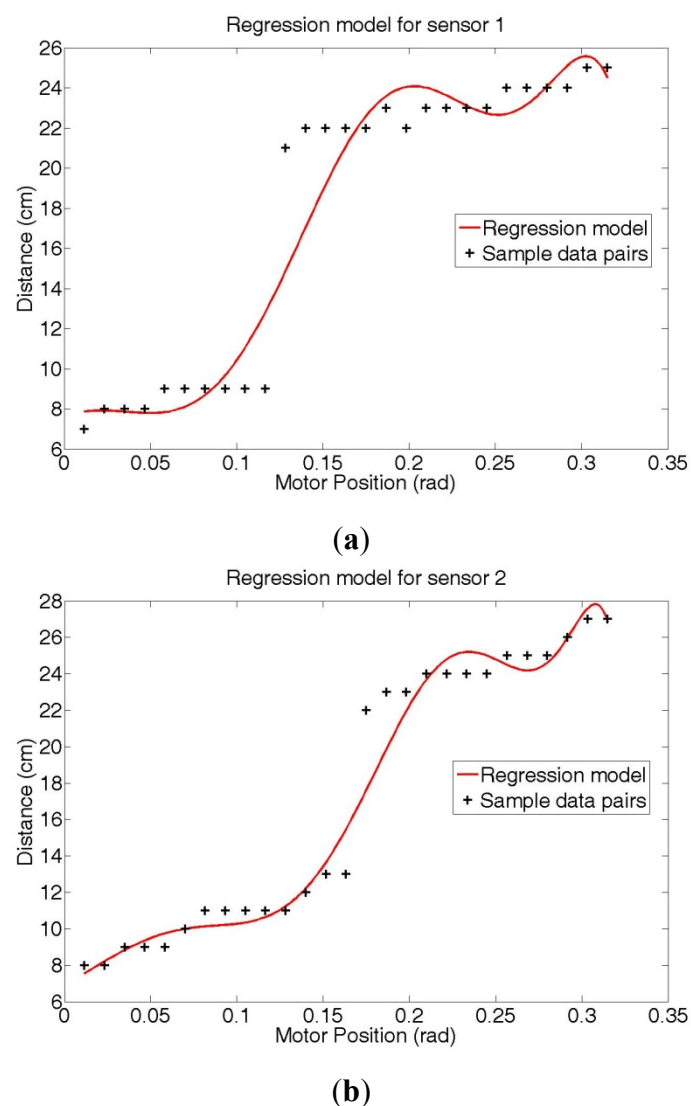 Regression model for sensor 1
26
24
22
20
18
16
14
12
10
8
6
Distance (cm)
Regression model
Sample data pairs
0 0.05 0.1 0.15 0.2 0.25 0.3 0.35
Motor Position (rad)
(a)
Regression model for sensor 2
28
26
24
22
20
18
16
14
12
10
8
6
Distance (cm)
Regression model
Sample data pairs
0 0.05 0.1 0.15 0.2 0.25 0.3 0.35
Motor Position (rad)
(b)